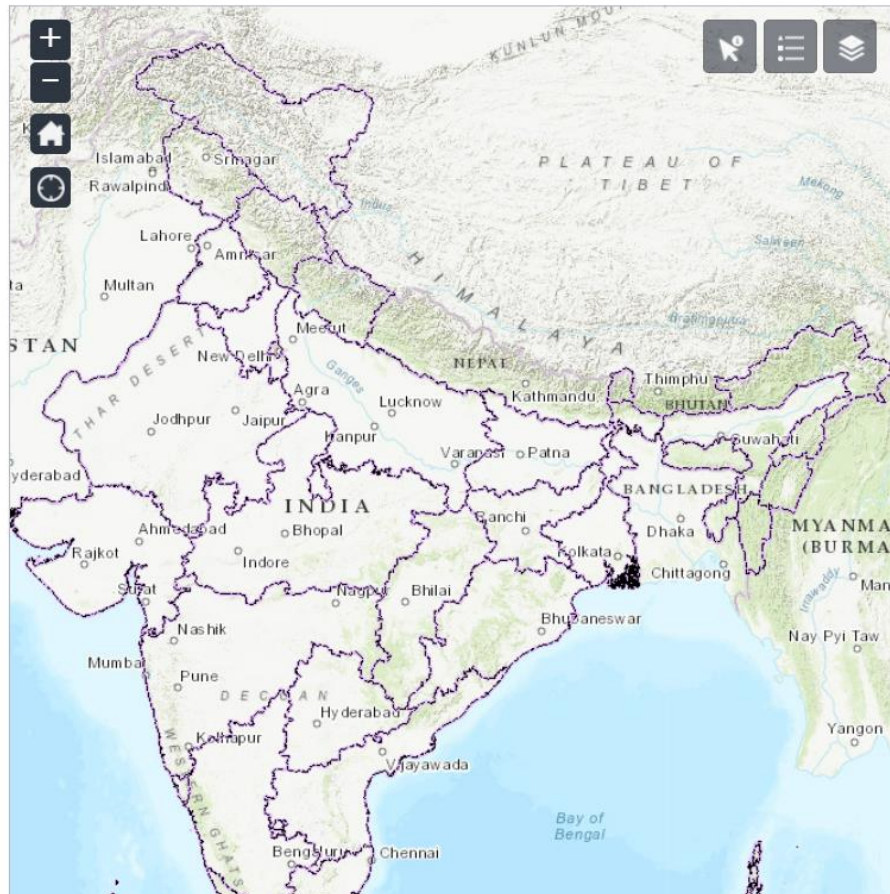 +
KUNLUN MOU
−
Islamabad
Srinagar
Rawalpindi
PLATEAU OF
TIBET
Mekong
Indus
Salween
Lahore
Amritsar
HIMALAYA
Multan
Brahmaputra
STAN
Meerut
New Delhi
THAR DESERT
Ganges
NEPAL
Kathmandu
Thimphu
BHUTAN
Agra
Lucknow
Jodhpur
Jaipur
Kanpur
Guwahati
Varanasi
Patna
yderabad
INDIA
BANGLADESH
Ranchi
Dhaka
MYANMA
(BURMA
Ahmedabad
Bhopal
Rajkot
Indore
Kolkata
Chittagong
Irrawaddy
Man
Surat
Nagpur
Bhilai
Bhubaneswar
Nashik
Nay Pyi Taw
Mumbai
Pune
DECCAN
Hyderabad
Yangon
Kolhapur
Vijayawada
WESTERN GHATS
Bay of
Bengal
Bengaluru
Chennai